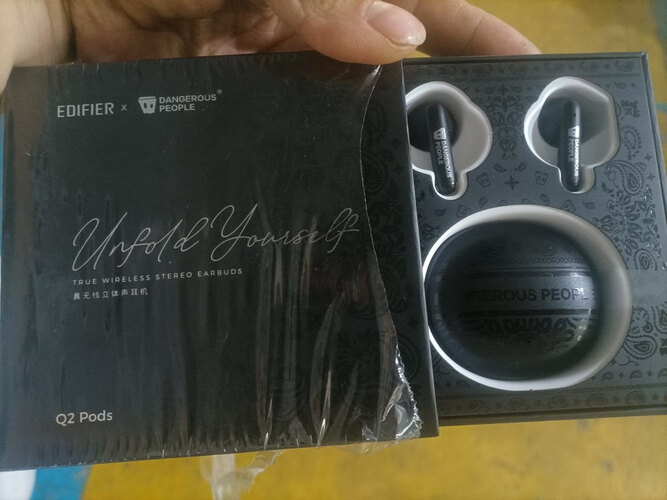 EDIFIER x DANGEROUS PEOPLE®
Unfold Yourself
TRUE WIRELESS STEREO EARBUDS
真无线立体声耳机
Q2 Pods
DANGEROUS
PEOPLE
DANGEROUS
PEOPLE
NGEROUS PEOPL